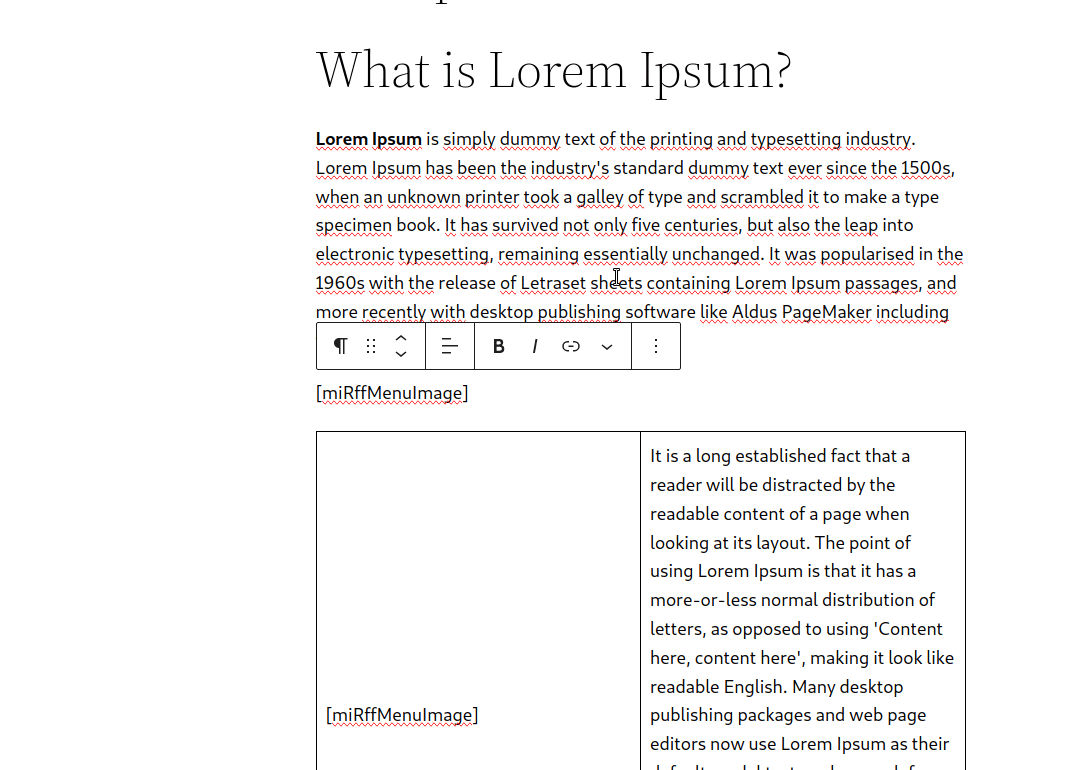 What is Lorem Ipsum?
Lorem Ipsum is simply dummy text of the printing and typesetting industry.
Lorem Ipsum has been the industry's standard dummy text ever since the 1500s,
when an unknown printer took a galley of type and scrambled it to make a type
specimen book. It has survived not only five centuries, but also the leap into
electronic typesetting, remaining essentially unchanged. It was popularised in the
1960s with the release of Letraset sheets containing Lorem Ipsum passages, and
more recently with desktop publishing software like Aldus PageMaker including
B I
[miRffMenuImage]
It is a long established fact that a
reader will be distracted by the
readable content of a page when
looking at its layout. The point of
using Lorem Ipsum is that it has a
more-or-less normal distribution of
letters, as opposed to using 'Content
here, content here', making it look like
readable English. Many desktop
publishing packages and web page
[miRffMenuImage]
editors now use Lorem Ipsum as their